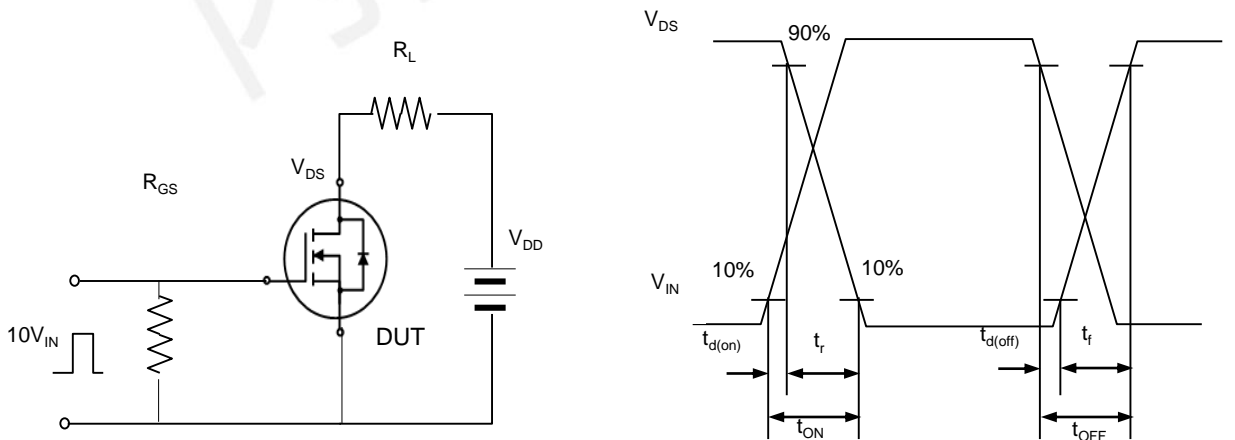 R_L
V_DS
R_GS
V_DD
10V_IN
DUT
V_DS
90%
10%
10%
V_IN
t_d(on)
t_r
t_d(off)
t_f
t_ON
t_OFF